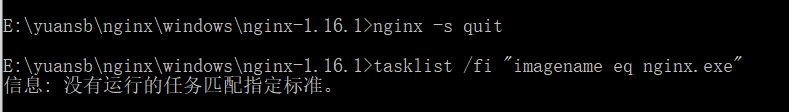 E:\yuansb\nginx\windows\nginx-1.16.1>nginx -s quit
E:\yuansb\nginx\windows\nginx-1.16.1>tasklist /fi "imagename eq nginx.exe"
信息: 没有运行的任务匹配指定标准。